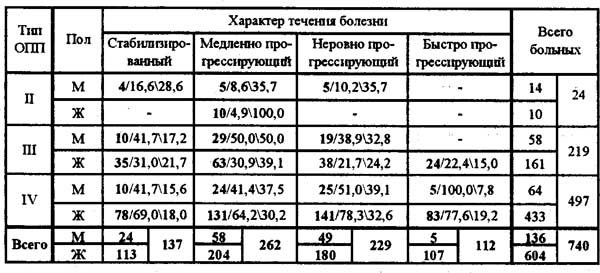 Тип ОПП Пол Характер течения болезни Всего больных
Стабилизиро-ванный Медленно про-грессирующий Неровно про-грессирующий Быстро про-грессирующий
II М 4/16,6\28,6 5/8,6\35,7 5/10,2\35,7 - 14 24
Ж - 10/4,9\100,0 - - 10
III М 10/41,7\17,2 29/50,0\50,0 19/38,9\32,8 - 58 219
Ж 35/31,0\21,7 63/30,9\39,1 38/21,7\24,2 24/22,4\15,0 161
IV М 10/41,7\15,6 24/41,4\37,5 25/51,0\39,1 5/100,0\7,8 64 497
Ж 78/69,0\18,0 131/64,2\30,2 141/78,3\32,6 83/77,6\19,2 433
Всего М 24 137 58 262 49 229 5 112 136 740
Ж 113 204 180 107 604